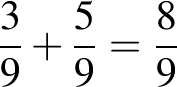 3/9 + 5/9 = 8/9